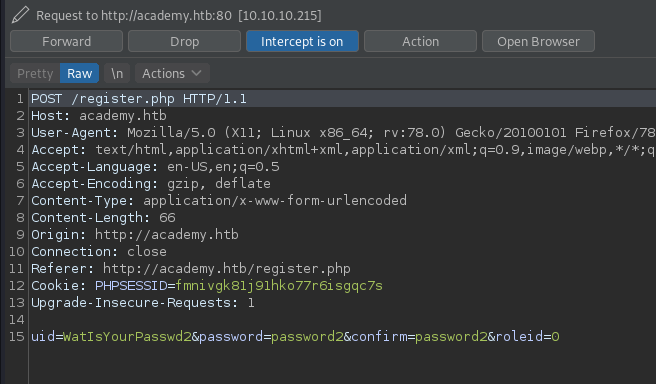 Request to http://academy.htb:80 [10.10.10.215]
Forward Drop Intercept is on Action Open Browser
Pretty Raw \n Actions
1 POST /register.php HTTP/1.1
2 Host: academy.htb
3 User-Agent: Mozilla/5.0 (X11; Linux x86_64; rv:78.0) Gecko/20100101 Firefox/78
4 Accept: text/html,application/xhtml+xml,application/xml;q=0.9,image/webp,*/*;q
5 Accept-Language: en-US,en;q=0.5
6 Accept-Encoding: gzip, deflate
7 Content-Type: application/x-www-form-urlencoded
8 Content-Length: 66
9 Origin: http://academy.htb
10 Connection: close
11 Referer: http://academy.htb/register.php
12 Cookie: PHPSESSID=fmnivgk81j91hko77r6isgqc7s
13 Upgrade-Insecure-Requests: 1
14
15 uid=WatIsYourPasswd2&password=password2&confirm=password2&roleid=0